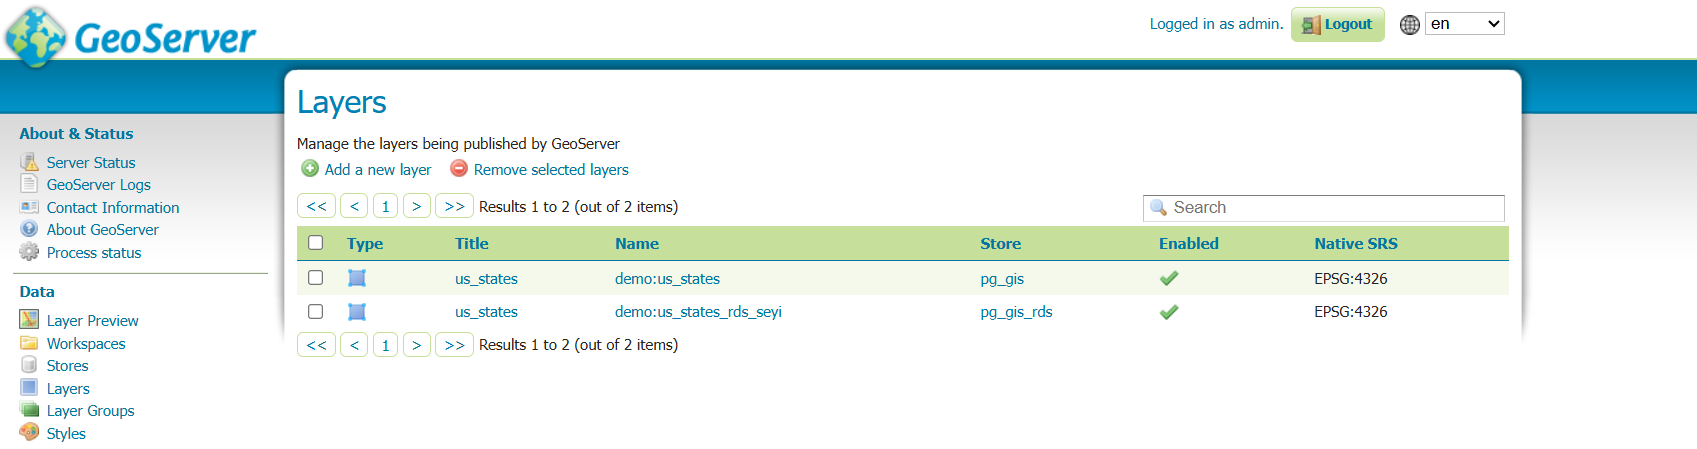 GeoServer
Logged in as admin. Logout en
Layers
Manage the layers being published by GeoServer
Add a new layer Remove selected layers
<< < 1 > >> Results 1 to 2 (out of 2 items) Search
Type Title Name Store Enabled Native SRS
us_states demo:us_states pg_gis EPSG:4326
us_states demo:us_states_rds_seyi pg_gis_rds EPSG:4326
<< < 1 > >> Results 1 to 2 (out of 2 items)
About & Status
Server Status
GeoServer Logs
Contact Information
About GeoServer
Process status
Data
Layer Preview
Workspaces
Stores
Layers
Layer Groups
Styles